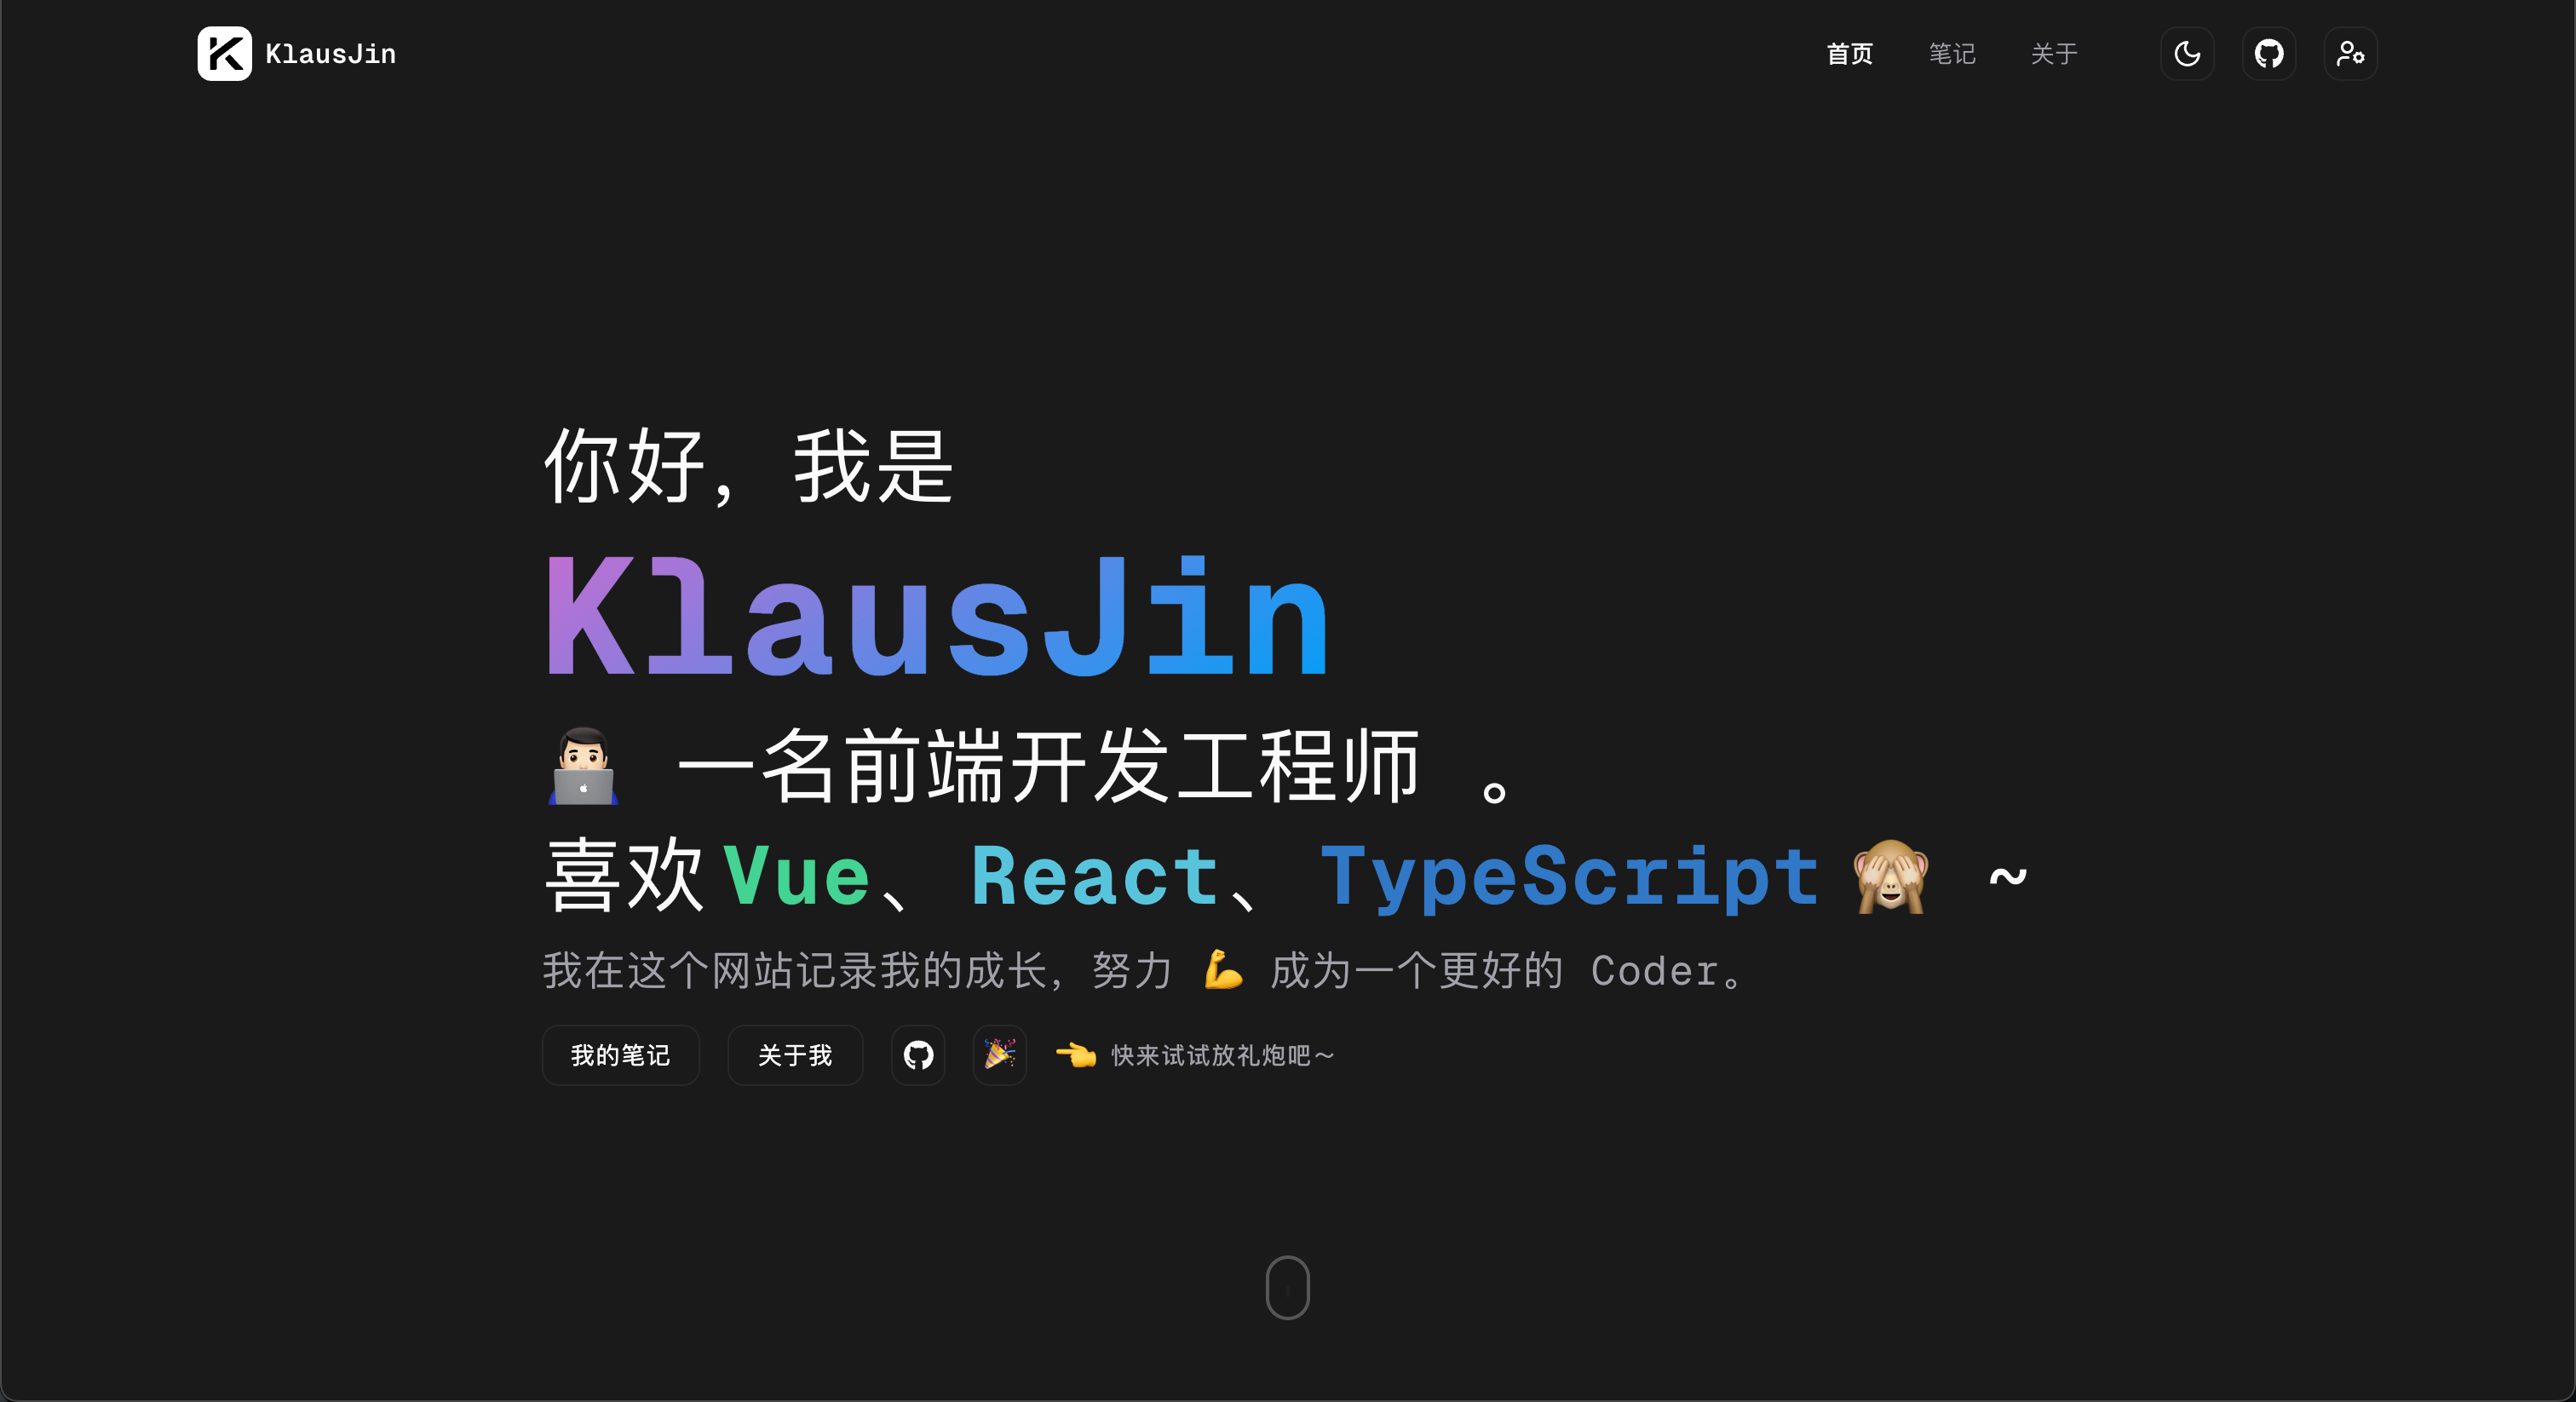 KlausJin
首页 笔记 关于
你好，我是
KlausJin
👨🏻‍💻 一名前端开发工程师 。
喜欢 Vue、 React、 TypeScript 🙈 ~
我在这个网站记录我的成长，努力 💪 成为一个更好的 Coder。
我的笔记 关于我 🎉 👈 快来试试放礼炮吧～